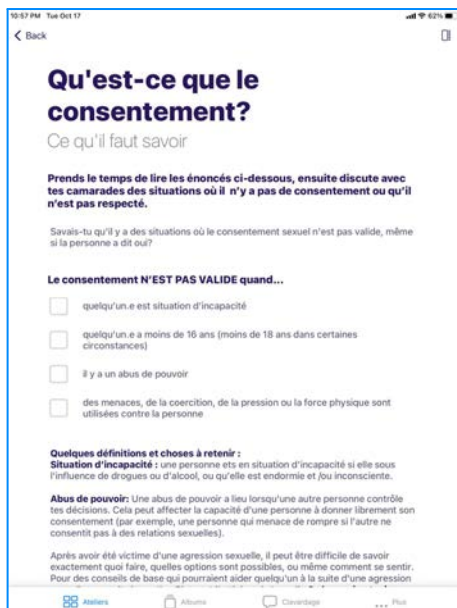 10:57 PM Tue Oct 17
62%
Back
Qu'est-ce que le
consentement?
Ce qu'il faut savoir
Prends le temps de lire les énoncés ci-dessous, ensuite discute avec
tes camarades des situations où il n'y a pas de consentement ou qu'il
n'est pas respecté.
Savais-tu qu'il y a des situations où le consentement sexuel n'est pas valide, même
si la personne a dit oui?
Le consentement N'EST PAS VALIDE quand...
quelqu'un.e est situation d'incapacité
quelqu'un.e a moins de 16 ans (moins de 18 ans dans certaines
circonstances)
il y a un abus de pouvoir
des menaces, de la coercition, de la pression ou la force physique sont
utilisées contre la personne
Quelques définitions et choses à retenir :
Situation d'incapacité : une personne ets en situation d'incapacité si elle sous
l'influence de drogues ou d'alcool, ou qu'elle est endormie et /ou inconsciente.
Abus de pouvoir: Une abus de pouvoir a lieu lorsqu'une autre personne contrôle
tes décisions. Cela peut affecter la capacité d'une personne à donner librement son
consentement (par exemple, une personne qui menace de rompre si l'autre ne
consentit pas à des relations sexuelles).
Après avoir été victime d'une agression sexuelle, il peut être difficile de savoir
exactement quoi faire, quelles options sont possibles, ou même comment se sentir.
Pour des conseils de base qui pourraient aider quelqu'un à la suite d'une agression
Ateliers
Albums
Clavardage
Plus